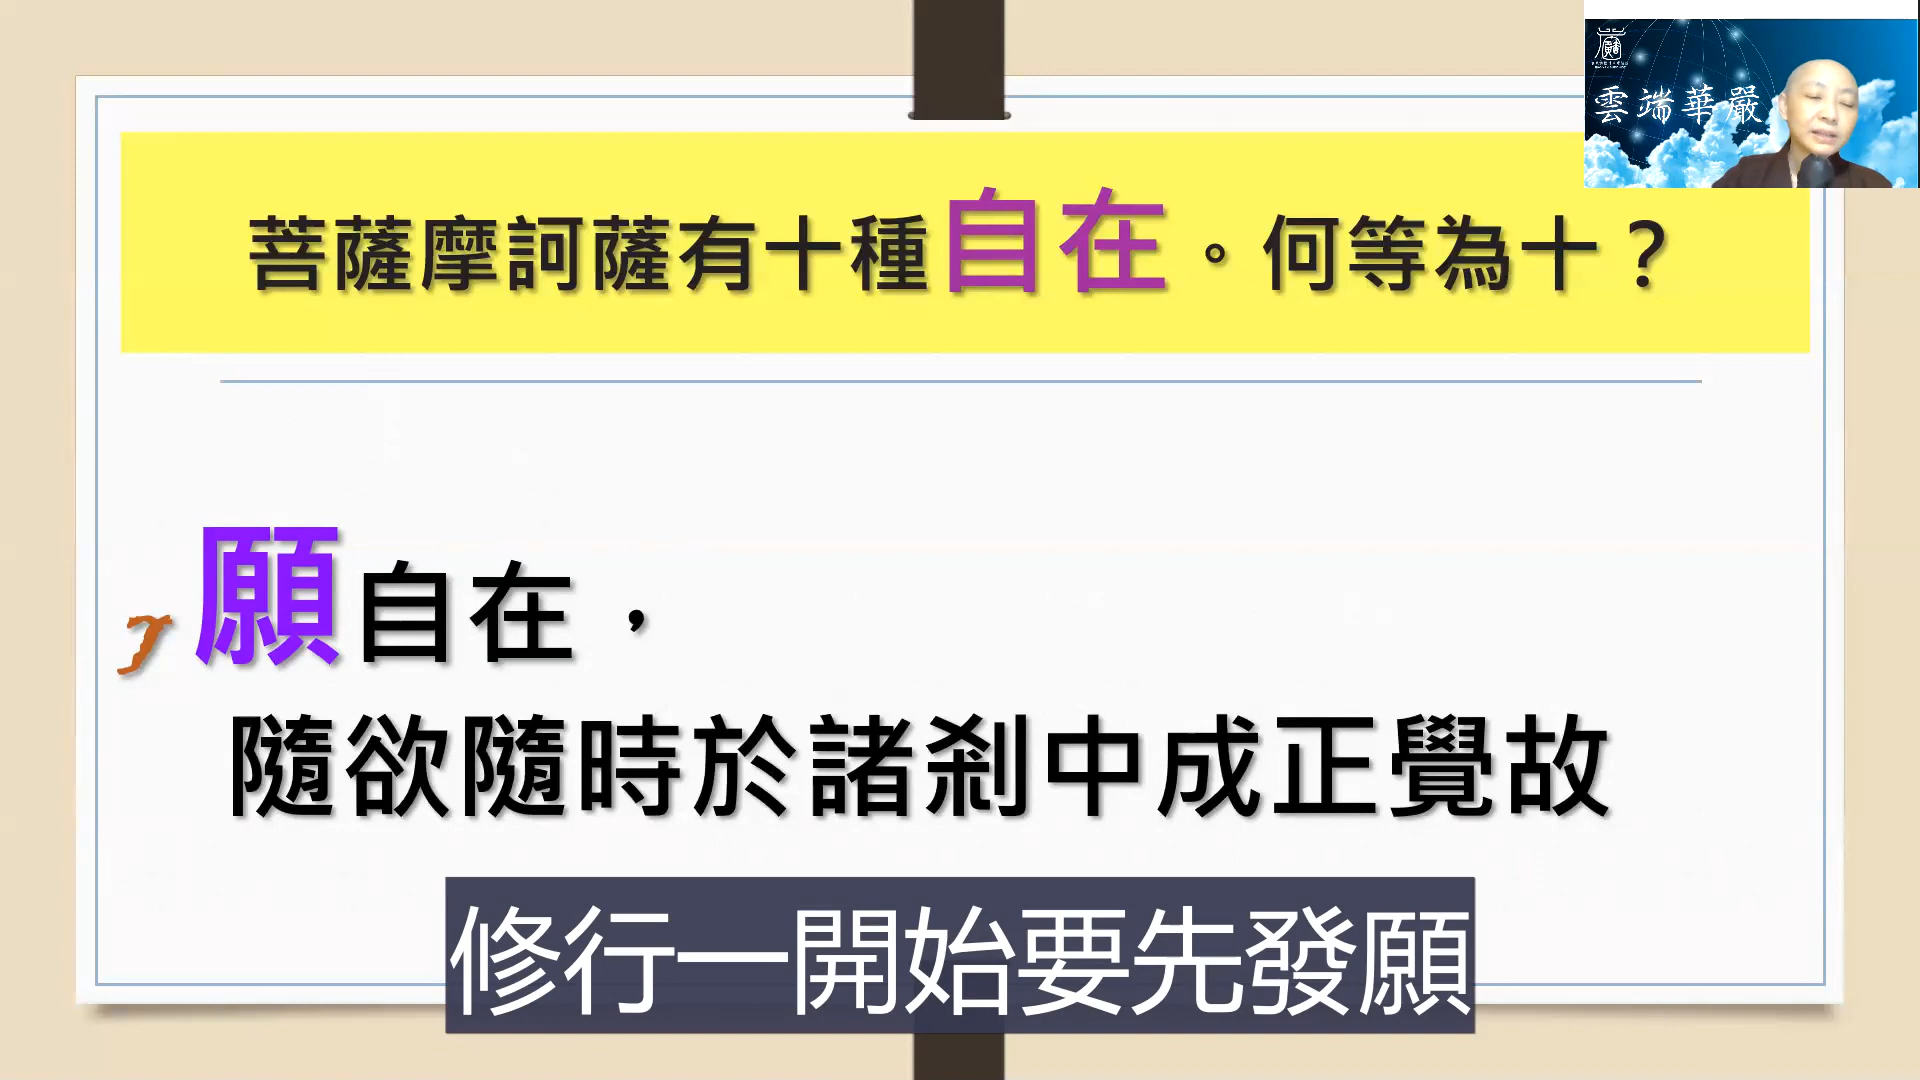 雲端華嚴
菩薩摩訶薩有十種自在。何等為十？
願自在，
隨欲隨時於諸剎中成正覺故
修行一開始要先發願